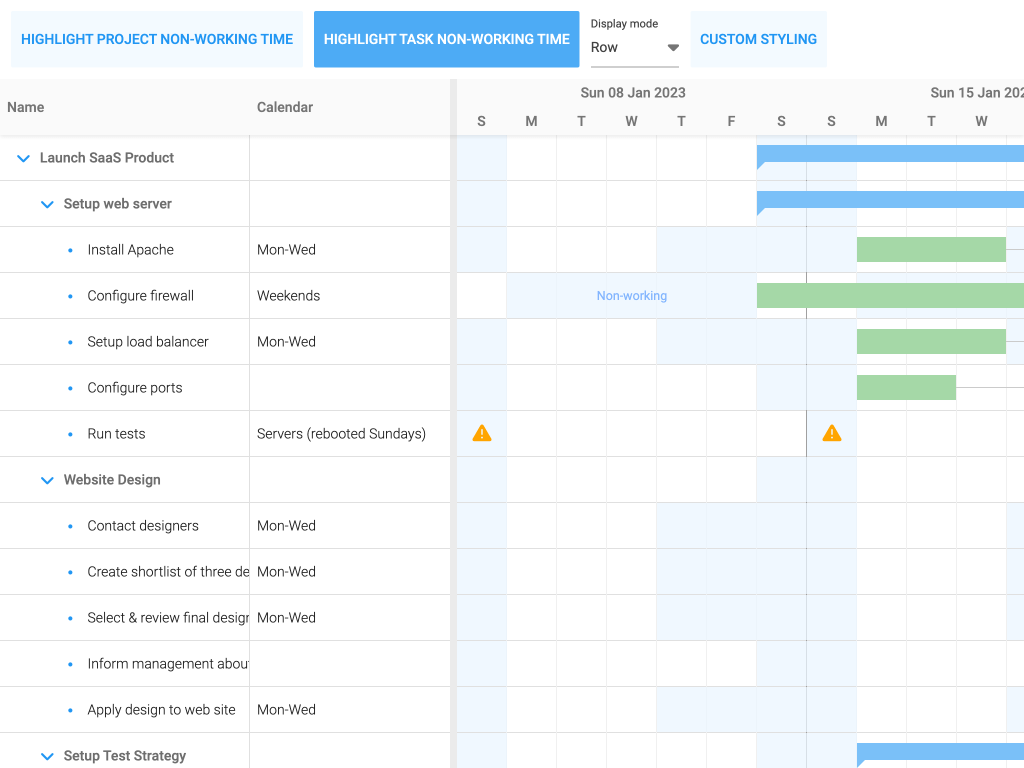 HIGHLIGHT PROJECT NON-WORKING TIME
HIGHLIGHT TASK NON-WORKING TIME
Display mode
Row
CUSTOM STYLING
Name
Calendar
Sun 08 Jan 2023
Sun 15 Jan 202
S M T W T F S S M T W
Launch SaaS Product
Setup web server
Install Apache Mon-Wed
Configure firewall Weekends Non-working
Setup load balancer Mon-Wed
Configure ports
Run tests Servers (rebooted Sundays)
Website Design
Contact designers Mon-Wed
Create shortlist of three de Mon-Wed
Select & review final design Mon-Wed
Inform management about
Apply design to web site Mon-Wed
Setup Test Strategy